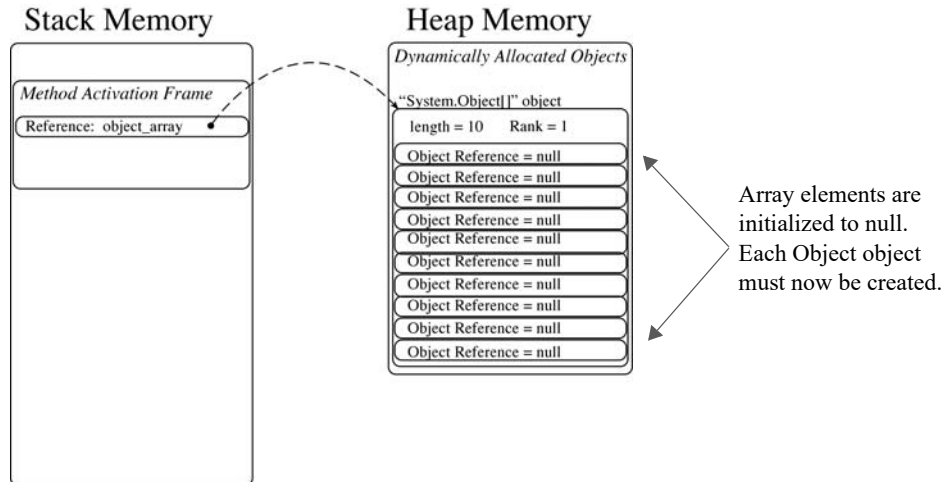 Stack Memory
Heap Memory
Dynamically Allocated Objects
Method Activation Frame
Reference: object_array
“System.Object[]” object
length = 10 Rank = 1
Object Reference = null
Object Reference = null
Object Reference = null
Object Reference = null
Object Reference = null
Object Reference = null
Object Reference = null
Object Reference = null
Object Reference = null
Object Reference = null
Array elements are
initialized to null.
Each Object object
must now be created.